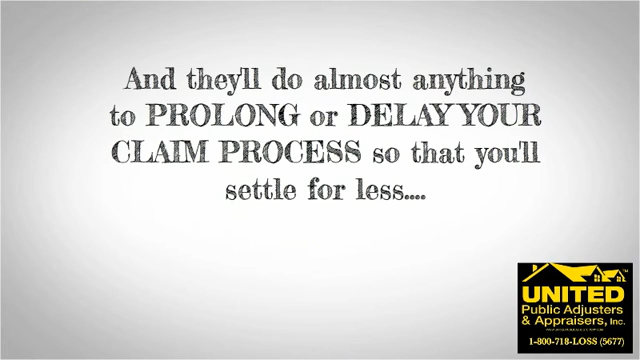 And they'll do almost anything
to PROLONG or DELAY YOUR
CLAIM PROCESS so that you'll
settle for less....
UNITED
Public Adjusters
& Appraisers, Inc.
1-800-718-LOSS (5677)